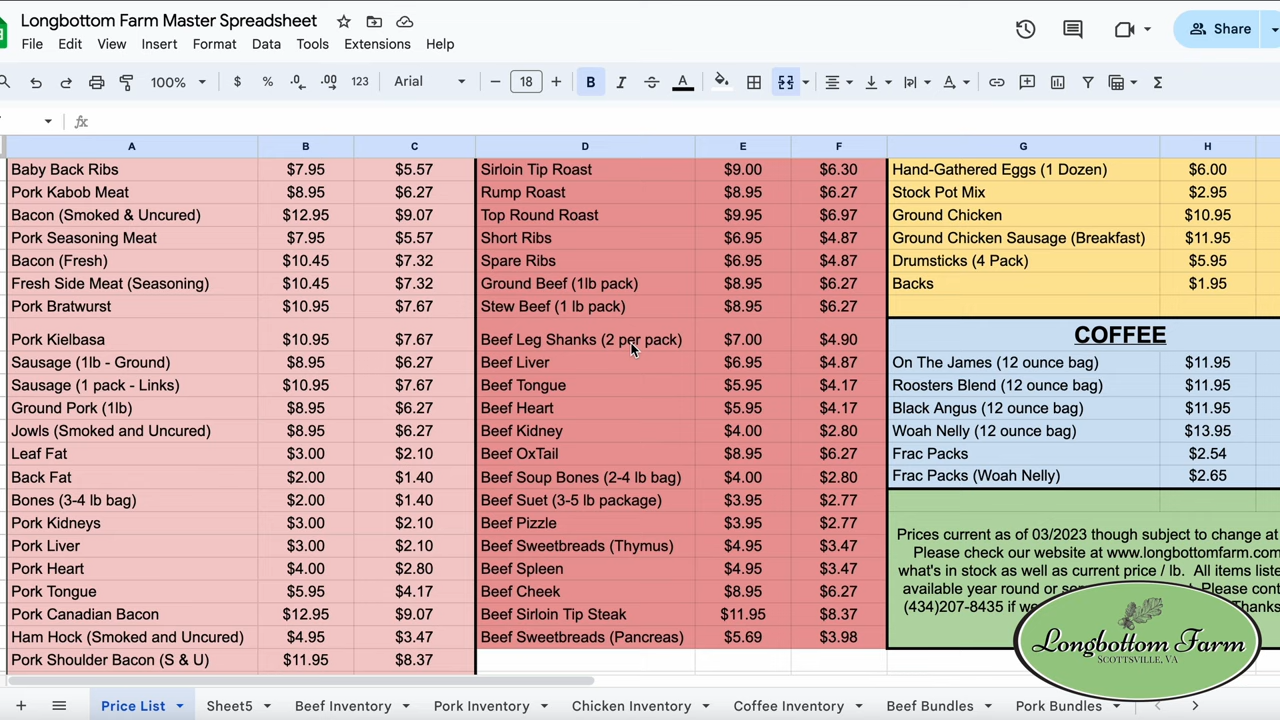 Longbottom Farm Master Spreadsheet
File Edit View Insert Format Data Tools Extensions Help
Share
100% $ % .0 .00 123 Arial 18 B I S A Σ
fx
A B C D E F G H
Baby Back Ribs $7.95 $5.57 Sirloin Tip Roast $9.00 $6.30 Hand-Gathered Eggs (1 Dozen) $6.00
Pork Kabob Meat $8.95 $6.27 Rump Roast $8.95 $6.27 Stock Pot Mix $2.95
Bacon (Smoked & Uncured) $12.95 $9.07 Top Round Roast $9.95 $6.97 Ground Chicken $10.95
Pork Seasoning Meat $7.95 $5.57 Short Ribs $6.95 $4.87 Ground Chicken Sausage (Breakfast) $11.95
Bacon (Fresh) $10.45 $7.32 Spare Ribs $6.95 $4.87 Drumsticks (4 Pack) $5.95
Fresh Side Meat (Seasoning) $10.45 $7.32 Ground Beef (1lb pack) $8.95 $6.27 Backs $1.95
Pork Bratwurst $10.95 $7.67 Stew Beef (1 lb pack) $8.95 $6.27
Pork Kielbasa $10.95 $7.67 Beef Leg Shanks (2 per pack) $7.00 $4.90 COFFEE
Sausage (1lb - Ground) $8.95 $6.27 Beef Liver $6.95 $4.87 On The James (12 ounce bag) $11.95
Sausage (1 pack - Links) $10.95 $7.67 Beef Tongue $5.95 $4.17 Roosters Blend (12 ounce bag) $11.95
Ground Pork (1lb) $8.95 $6.27 Beef Heart $5.95 $4.17 Black Angus (12 ounce bag) $11.95
Jowls (Smoked and Uncured) $8.95 $6.27 Beef Kidney $4.00 $2.80 Woah Nelly (12 ounce bag) $13.95
Leaf Fat $3.00 $2.10 Beef OxTail $8.95 $6.27 Frac Packs $2.54
Back Fat $2.00 $1.40 Beef Soup Bones (2-4 lb bag) $4.00 $2.80 Frac Packs (Woah Nelly) $2.65
Bones (3-4 lb bag) $2.00 $1.40 Beef Suet (3-5 lb package) $3.95 $2.77
Pork Kidneys $3.00 $2.10 Beef Pizzle $3.95 $2.77 Prices current as of 03/2023 though subject to change at
Pork Liver $3.00 $2.10 Beef Sweetbreads (Thymus) $4.95 $3.47 Please check our website at www.longbottomfarm.com
Pork Heart $4.00 $2.80 Beef Spleen $4.95 $3.47 what's in stock as well as current price / lb. All items liste
Pork Tongue $5.95 $4.17 Beef Cheek $8.95 $6.27 available year round or Please cont
Pork Canadian Bacon $12.95 $9.07 Beef Sirloin Tip Steak $11.95 $8.37 (434)207-8435 if Thanks
Ham Hock (Smoked and Uncured) $4.95 $3.47 Beef Sweetbreads (Pancreas) $5.69 $3.98
Pork Shoulder Bacon (S & U) $11.95 $8.37
Longbottom Farm
SCOTTSVILLE, VA
Price List Sheet5 Beef Inventory Pork Inventory Chicken Inventory Coffee Inventory Beef Bundles Pork Bundles